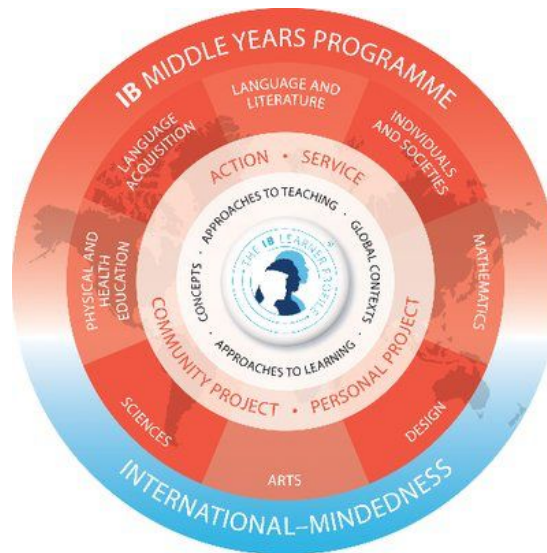 IB MIDDLE YEARS PROGRAMME
LANGUAGE AND
LITERATURE
INDIVIDUALS
AND SOCIETIES
MATHEMATICS
DESIGN
ARTS
SCIENCES
PHYSICAL AND
HEALTH
EDUCATION
LANGUAGE
ACQUISITION
ACTION • SERVICE
PERSONAL PROJECT
• COMMUNITY PROJECT
APPROACHES TO TEACHING ·
GLOBAL CONTEXTS ·
APPROACHES TO LEARNING ·
CONCEPTS ·
THE IB LEARNER PROFILE
INTERNATIONAL–MINDEDNESS